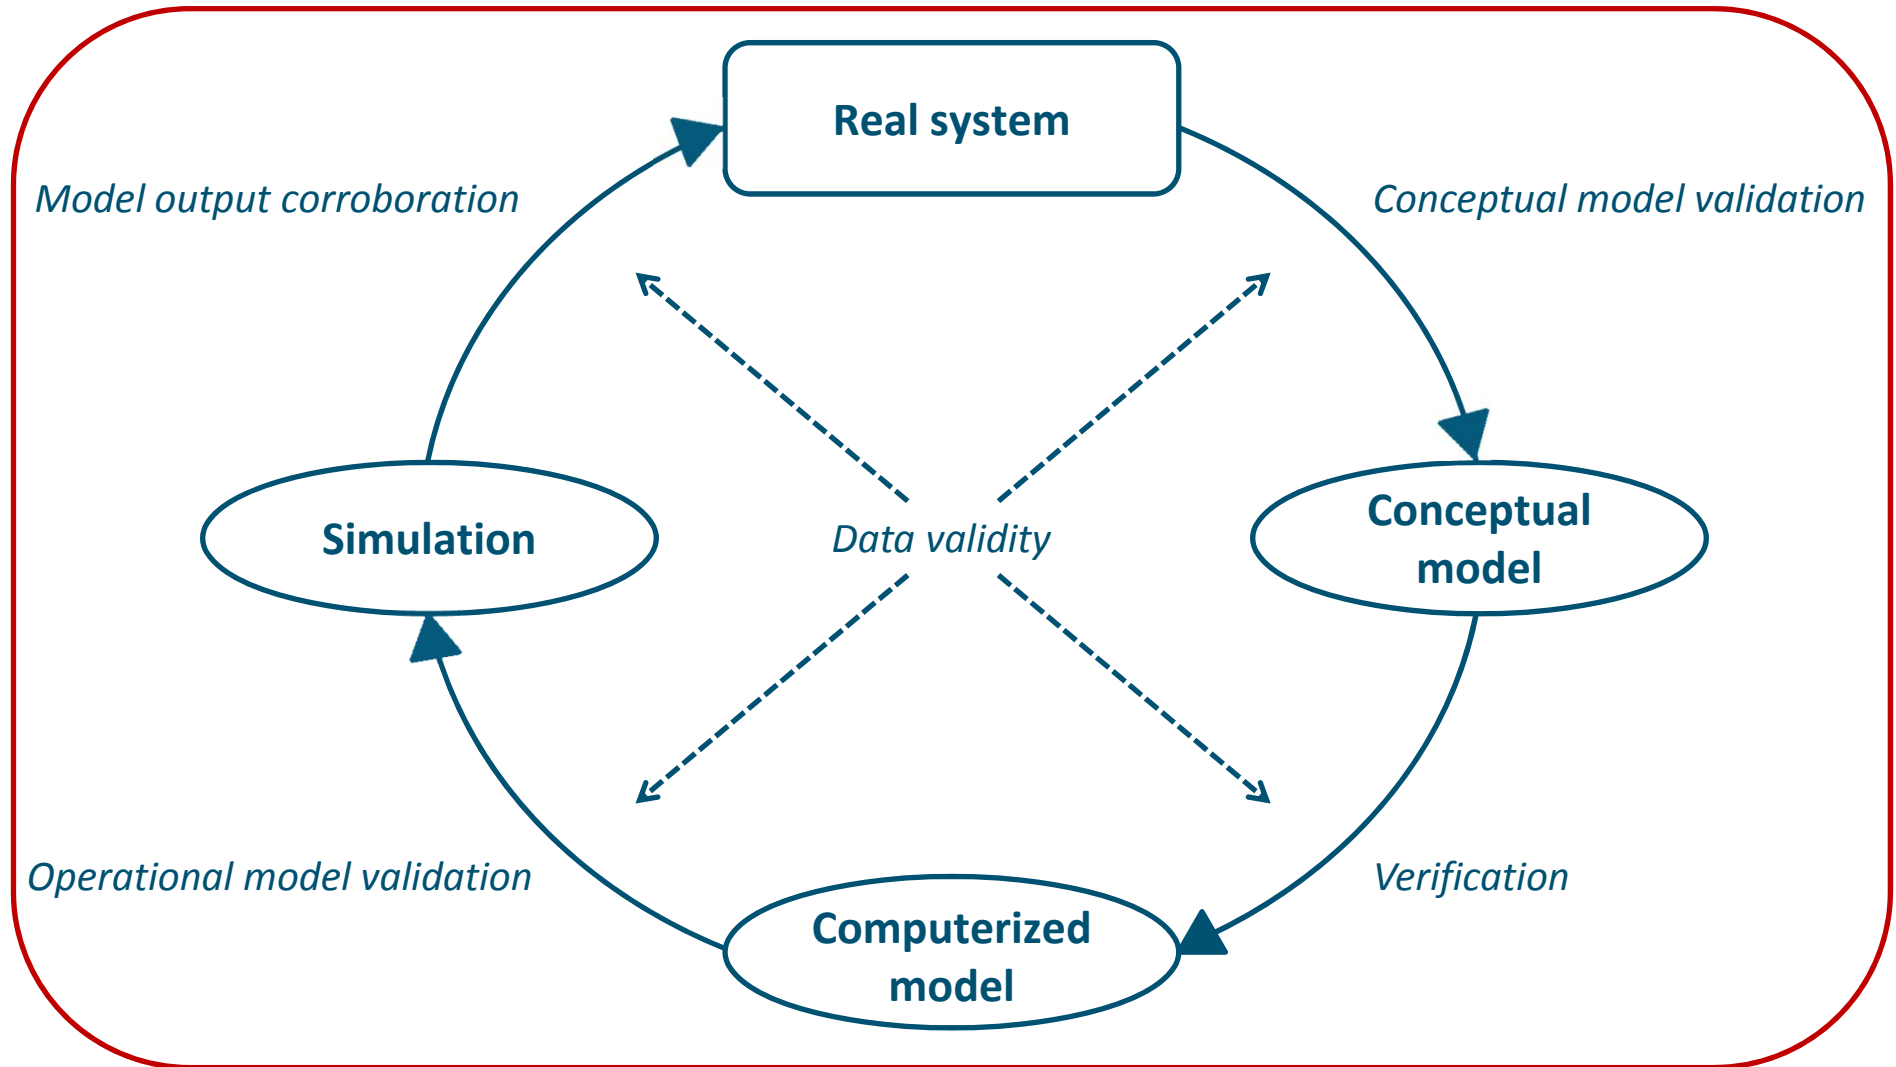 Real system
Model output corroboration
Conceptual model validation
Simulation
Data validity
Conceptual
model
Operational model validation
Verification
Computerized
model